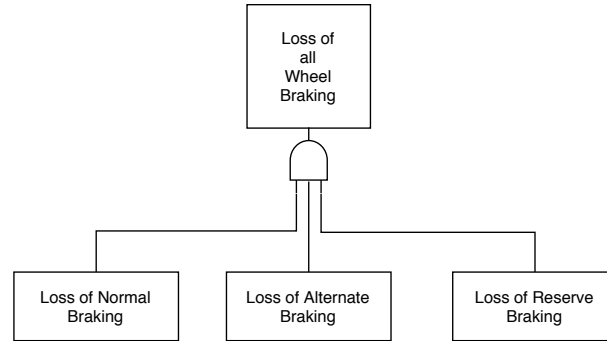 Loss of
all
Wheel
Braking
Loss of Normal
Braking
Loss of Alternate
Braking
Loss of Reserve
Braking